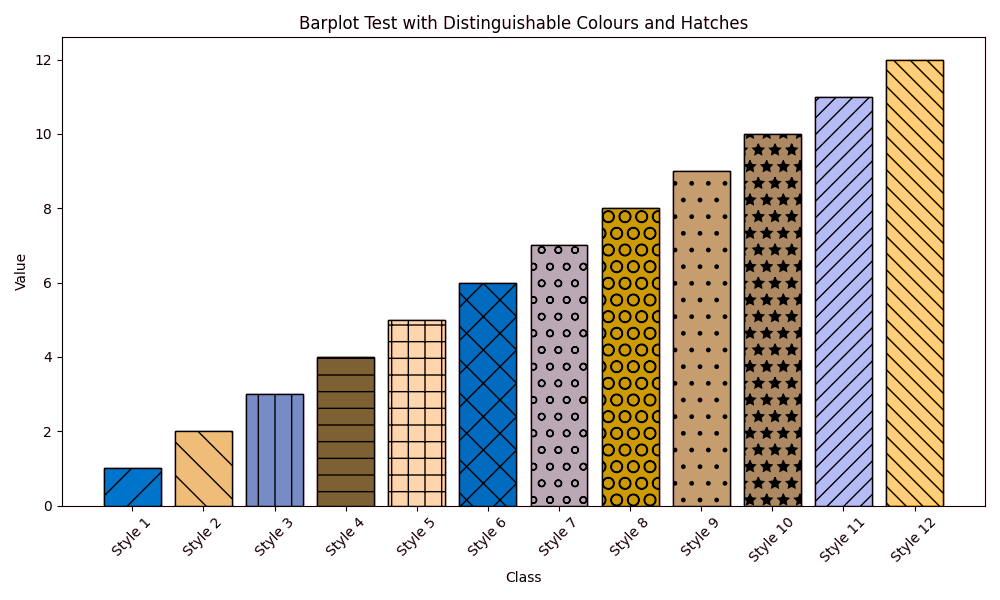 Barplot Test with Distinguishable Colours and Hatches
12
10
8
6
4
2
0
Value
Style 1
Style 2
Style 3
Style 4
Style 5
Style 6
Style 7
Style 8
Style 9
Style 10
Style 11
Style 12
Class